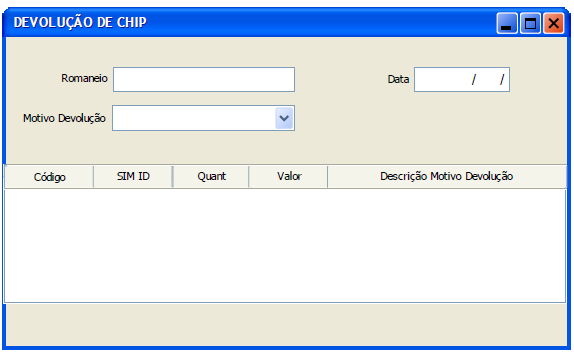 DEVOLUÇÃO DE CHIP
Romaneio
Data / /
Motivo Devolução
Código SIM ID Quant Valor Descrição Motivo Devolução